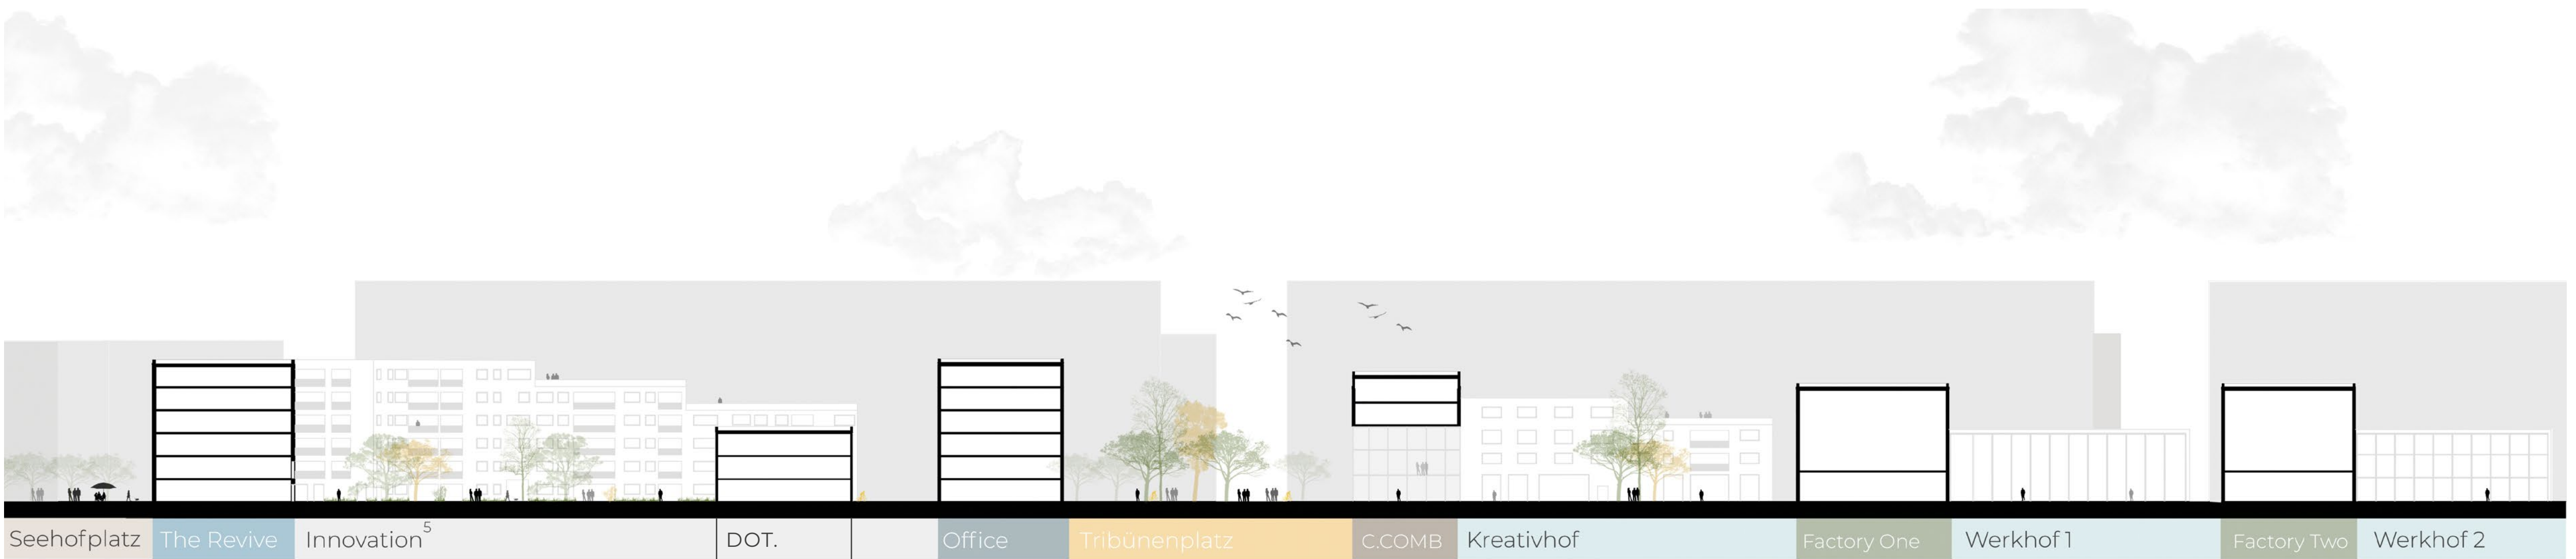 Seehofplatz The Revive Innovation⁵ DOT. Office Tribünenplatz C.COMB Kreativhof Factory One Werkhof 1 Factory Two Werkhof 2